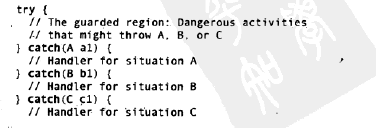 try {
// The guarded region: Dangerous activities
// that might throw A, B, or C
} catch(A a1) {
// Handler for situation A
} catch(B b1) {
// Handler for situation B
} catch(C c1) {
// Handler for situation C